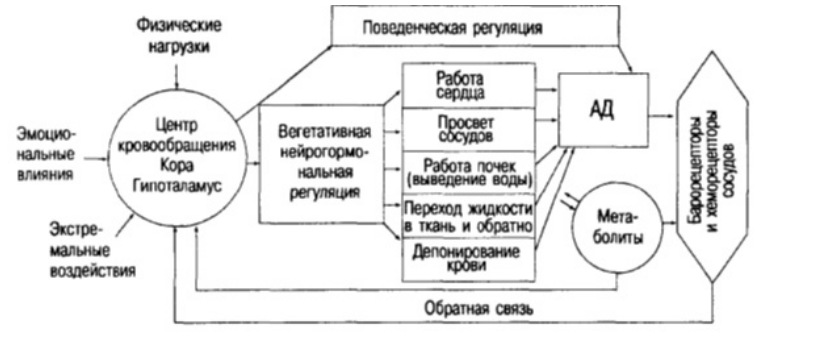 Физические
нагрузки
Поведенческая регуляция
Эмоцио-
нальные
влияния
Центр
кровообращения
Кора
Гипоталамус
Экстре-
мальные
воздействия
Вегетативная
нейрогормо-
нальная
регуляция
Работа
сердца
Просвет
сосудов
Работа почек
(выведение воды)
Переход жидкости
в ткань и обратно
Депонирование
крови
АД
Мета-
болиты
Барорецепторы
и хеморецепторы
сосудов
Обратная связь